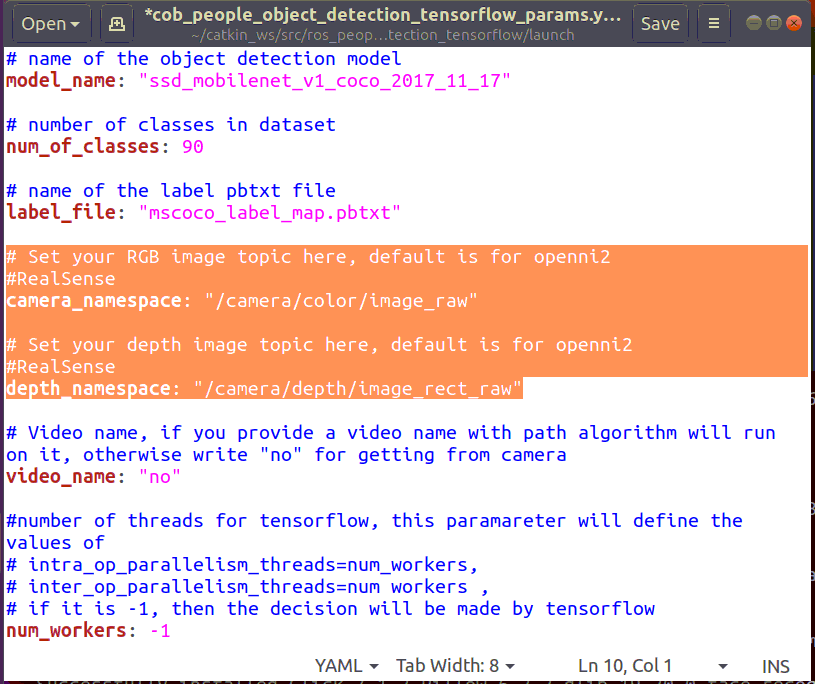 Open
*cob_people_object_detection_tensorflow_params.y...
~/catkin_ws/src/ros_peop...tection_tensorflow/launch
Save
# name of the object detection model
model_name: "ssd_mobilenet_v1_coco_2017_11_17"
# number of classes in dataset
num_of_classes: 90
# name of the label pbtxt file
label_file: "mscoco_label_map.pbtxt"
# Set your RGB image topic here, default is for openni2
#RealSense
camera_namespace: "/camera/color/image_raw"
# Set your depth image topic here, default is for openni2
#RealSense
depth_namespace: "/camera/depth/image_rect_raw"
# Video name, if you provide a video name with path algorithm will run
on it, otherwise write "no" for getting from camera
video_name: "no"
#number of threads for tensorflow, this paramareter will define the
values of
# intra_op_parallelism_threads=num_workers,
# inter_op_parallelism_threads=num workers ,
# if it is -1, then the decision will be made by tensorflow
num_workers: -1
YAML Tab Width: 8 Ln 10, Col 1 INS